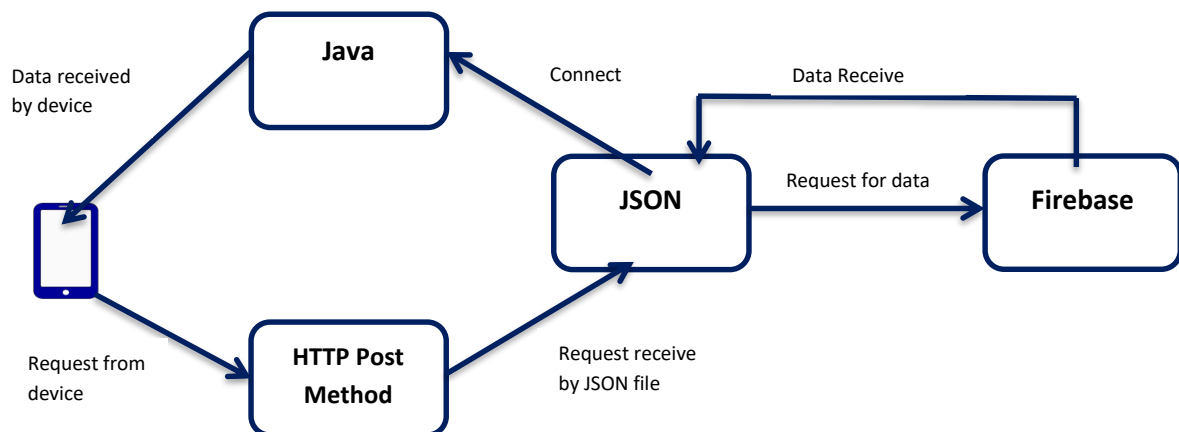 Java
Data received
by device
Connect
Data Receive
JSON
Request for data
Firebase
HTTP Post
Method
Request from
device
Request receive
by JSON file